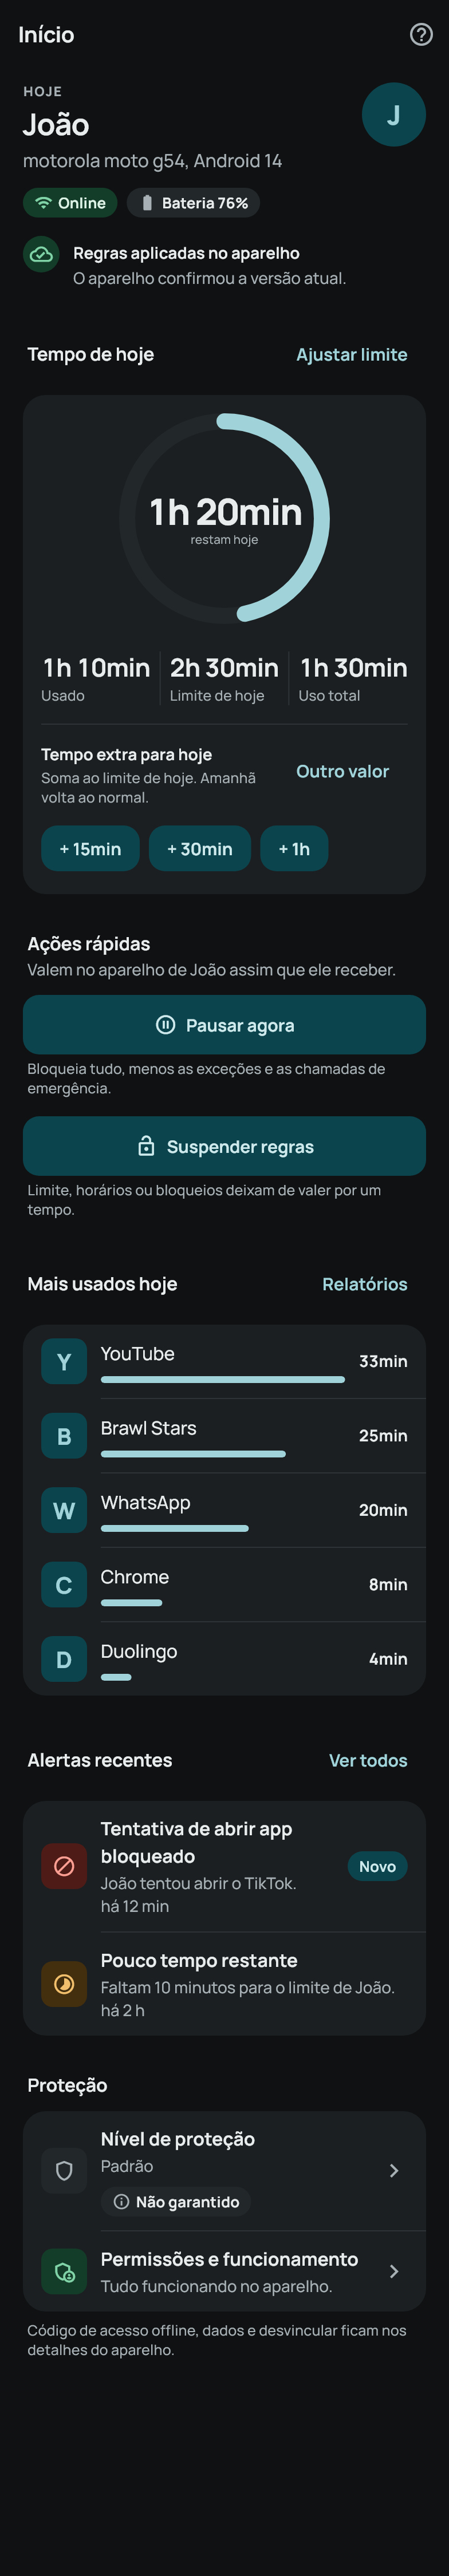 Início
HOJE
João
J
motorola moto g54, Android 14
Online
Bateria 76%
Regras aplicadas no aparelho
O aparelho confirmou a versão atual.
Tempo de hoje
Ajustar limite
1h 20min
restam hoje
1h 10min
Usado
2h 30min
Limite de hoje
1h 30min
Uso total
Tempo extra para hoje
Soma ao limite de hoje. Amanhã
volta ao normal.
Outro valor
+ 15min
+ 30min
+ 1h
Ações rápidas
Valem no aparelho de João assim que ele receber.
Pausar agora
Bloqueia tudo, menos as exceções e as chamadas de
emergência.
Suspender regras
Limite, horários ou bloqueios deixam de valer por um
tempo.
Mais usados hoje
Relatórios
Y
YouTube
33min
B
Brawl Stars
25min
W
WhatsApp
20min
C
Chrome
8min
D
Duolingo
4min
Alertas recentes
Ver todos
Tentativa de abrir app
bloqueado
João tentou abrir o TikTok.
há 12 min
Novo
Pouco tempo restante
Faltam 10 minutos para o limite de João.
há 2 h
Proteção
Nível de proteção
Padrão
Não garantido
Permissões e funcionamento
Tudo funcionando no aparelho.
Código de acesso offline, dados e desvincular ficam nos
detalhes do aparelho.